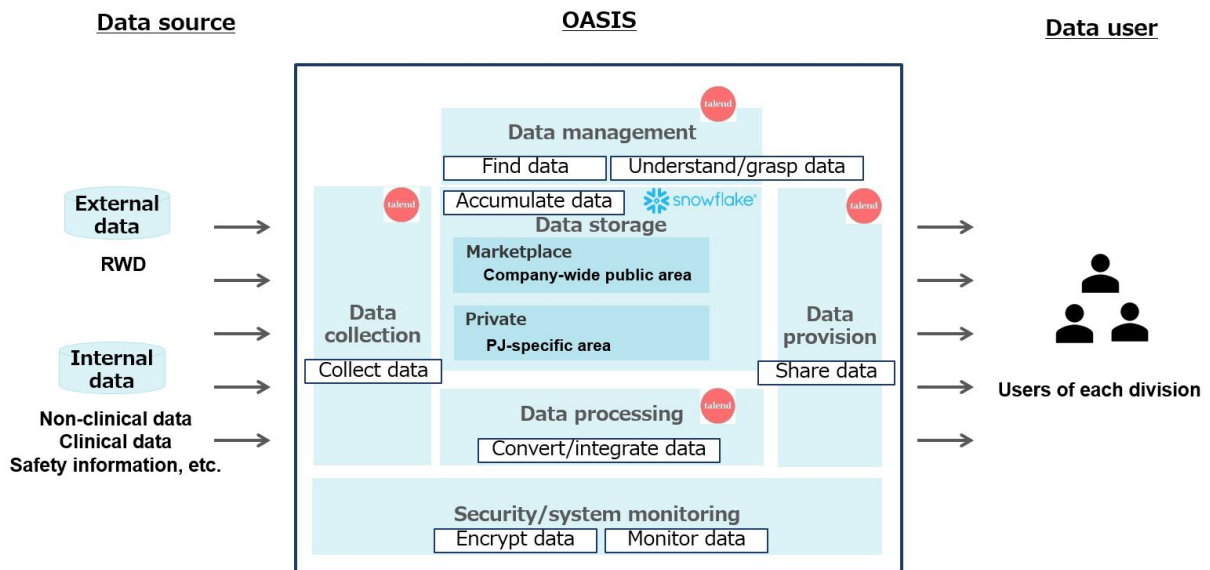 Data source
OASIS
Data user
talend
Data management
Find data
Understand/grasp data
talend
Accumulate data
snowflake®
talend
Data storage
External
data
RWD
Marketplace
Company-wide public area
Private
PJ-specific area
Data
collection
Collect data
Data
provision
Share data
Internal
data
Non-clinical data
Clinical data
Safety information, etc.
Users of each division
Data processing
talend
Convert/integrate data
Security/system monitoring
Encrypt data
Monitor data